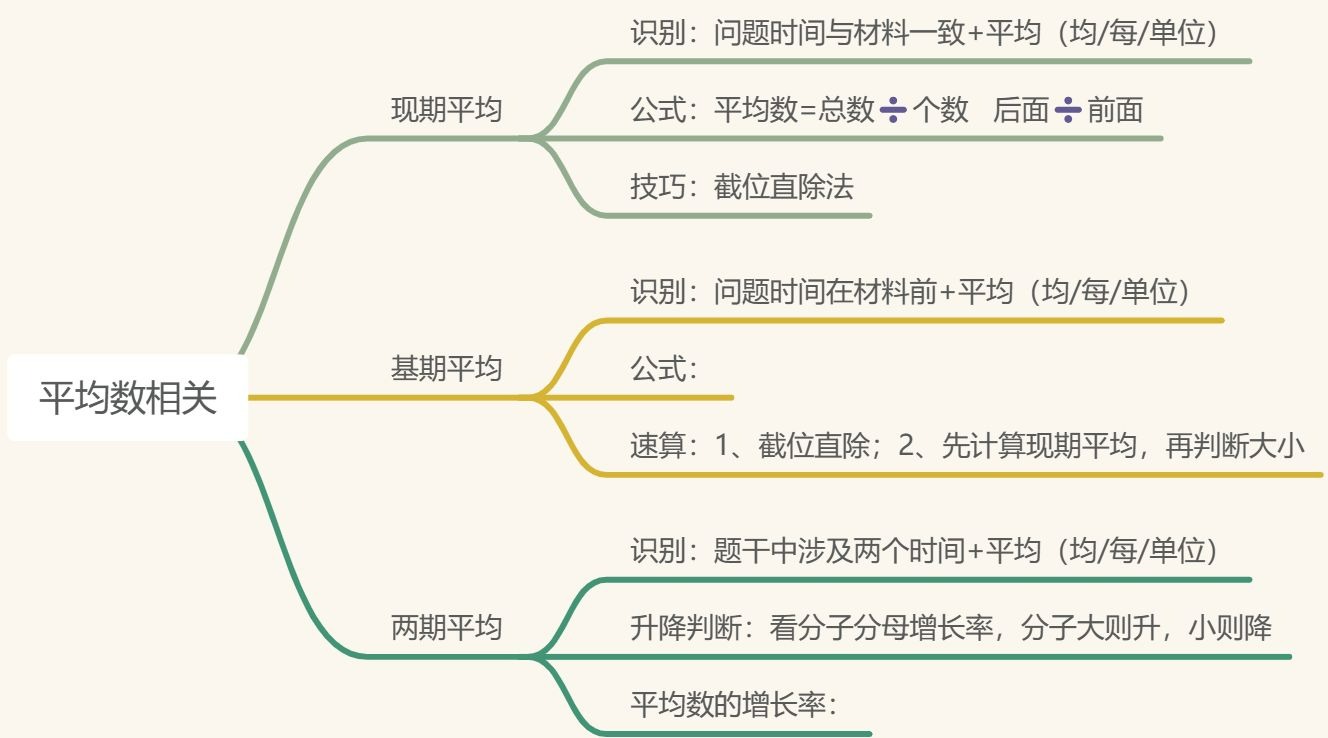 识别：问题时间与材料一致+平均（均/每/单位）
现期平均
公式：平均数=总数➗个数 后面➗前面
技巧：截位直除法
识别：问题时间在材料前+平均（均/每/单位）
基期平均
公式：
平均数相关
速算：1、截位直除；2、先计算现期平均，再判断大小
识别：题干中涉及两个时间+平均（均/每/单位）
两期平均
升降判断：看分子分母增长率，分子大则升，小则降
平均数的增长率：